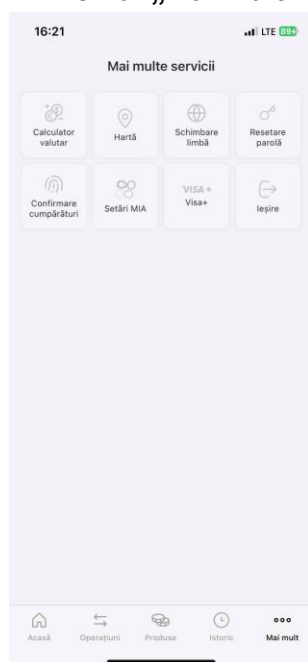 16:21
LTE 89+
Mai multe servicii
Calculator
valutar
Hartă
Schimbare
limbă
Resetare
parolă
Confirmare
cumpărături
Setări MIA
VISA+
Visa+
Ieșire
Acasă
Operațiuni
Produse
Istoric
Mai mult